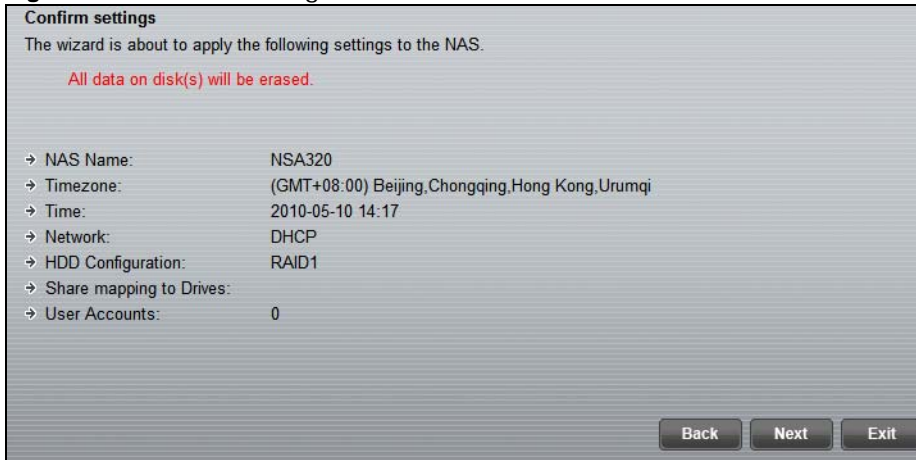 Confirm settings
The wizard is about to apply the following settings to the NAS.
All data on disk(s) will be erased.
NAS Name: NSA320
Timezone: (GMT+08:00) Beijing,Chongqing,Hong Kong,Urumqi
Time: 2010-05-10 14:17
Network: DHCP
HDD Configuration: RAID1
Share mapping to Drives:
User Accounts: 0
Back Next Exit